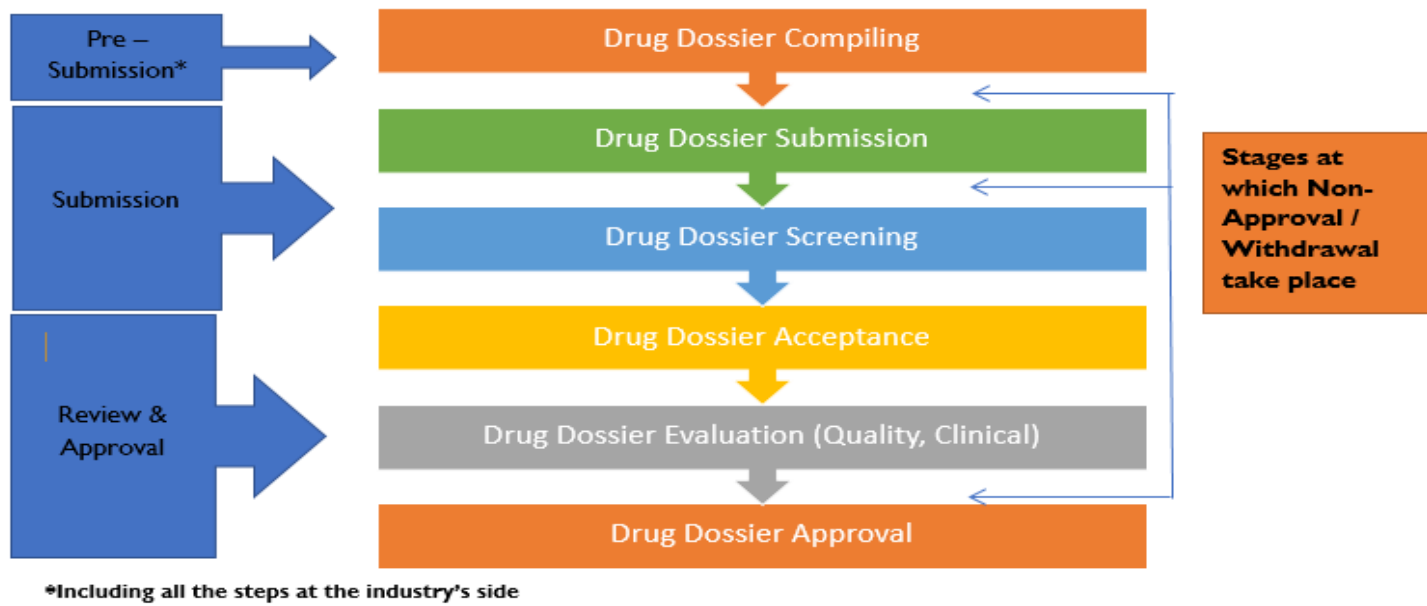 Pre –
Submission*
Drug Dossier Compiling
Drug Dossier Submission
Submission
Drug Dossier Screening
Stages at
which Non-
Approval /
Withdrawal
take place
Drug Dossier Acceptance
Review &
Approval
Drug Dossier Evaluation (Quality, Clinical)
Drug Dossier Approval
*Including all the steps at the industry’s side